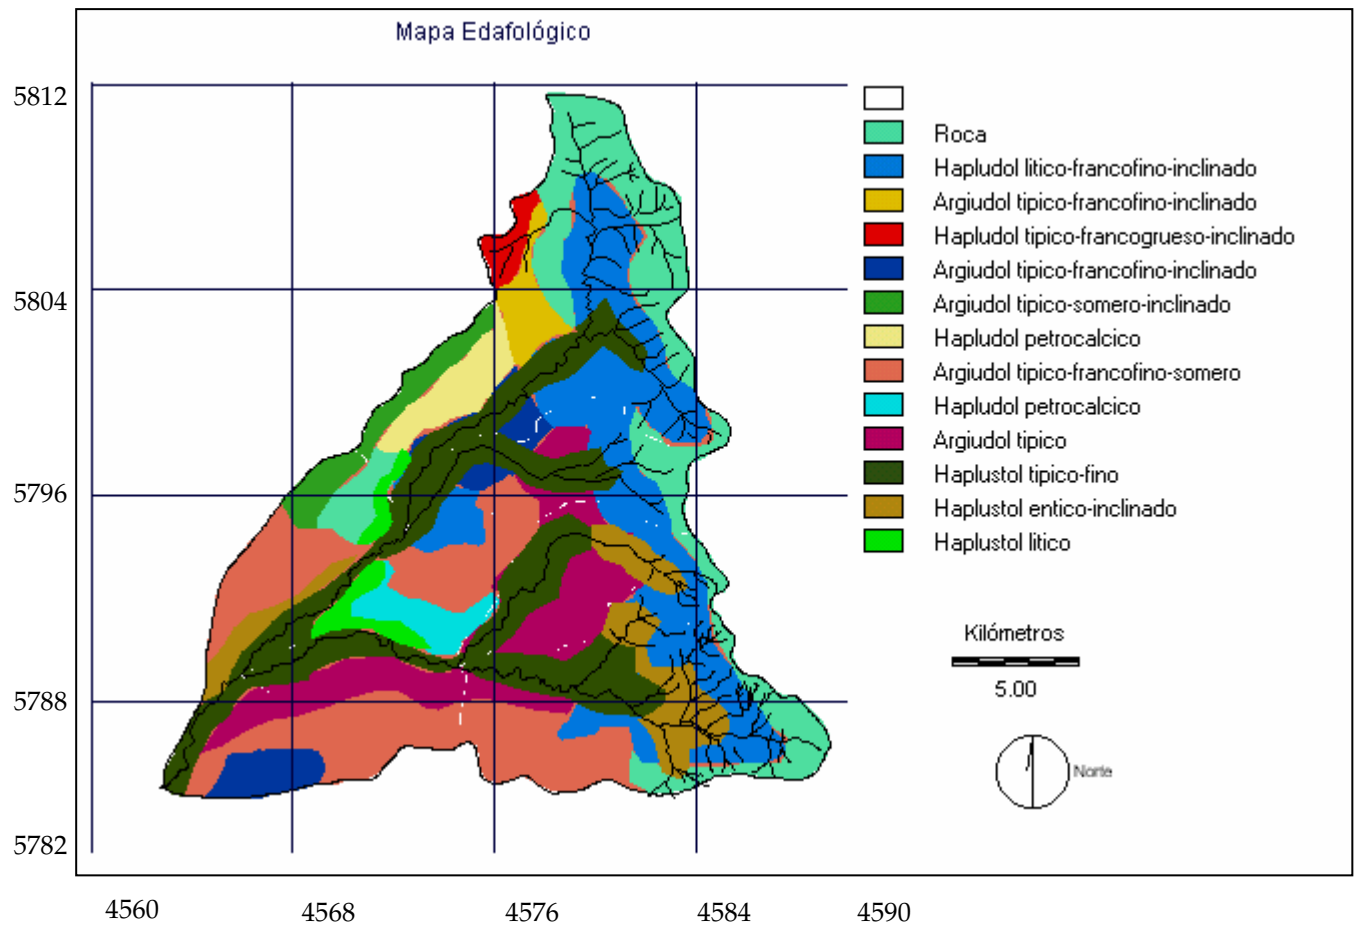 Mapa Edafológico
5812
5804
5796
5788
5782
4560
4568
4576
4584
4590
Roca
Hapludol litico-francofino-inclinado
Argiudol tipico-francofino-inclinado
Hapludol tipico-francogrueso-inclinado
Argiudol tipico-francofino-inclinado
Argiudol tipico-somero-inclinado
Hapludol petrocalcico
Argiudol tipico-francofino-somero
Hapludol petrocalcico
Argiudol tipico
Haplustol tipico-fino
Haplustol entico-inclinado
Haplustol litico
Kilómetros
5.00
Norte